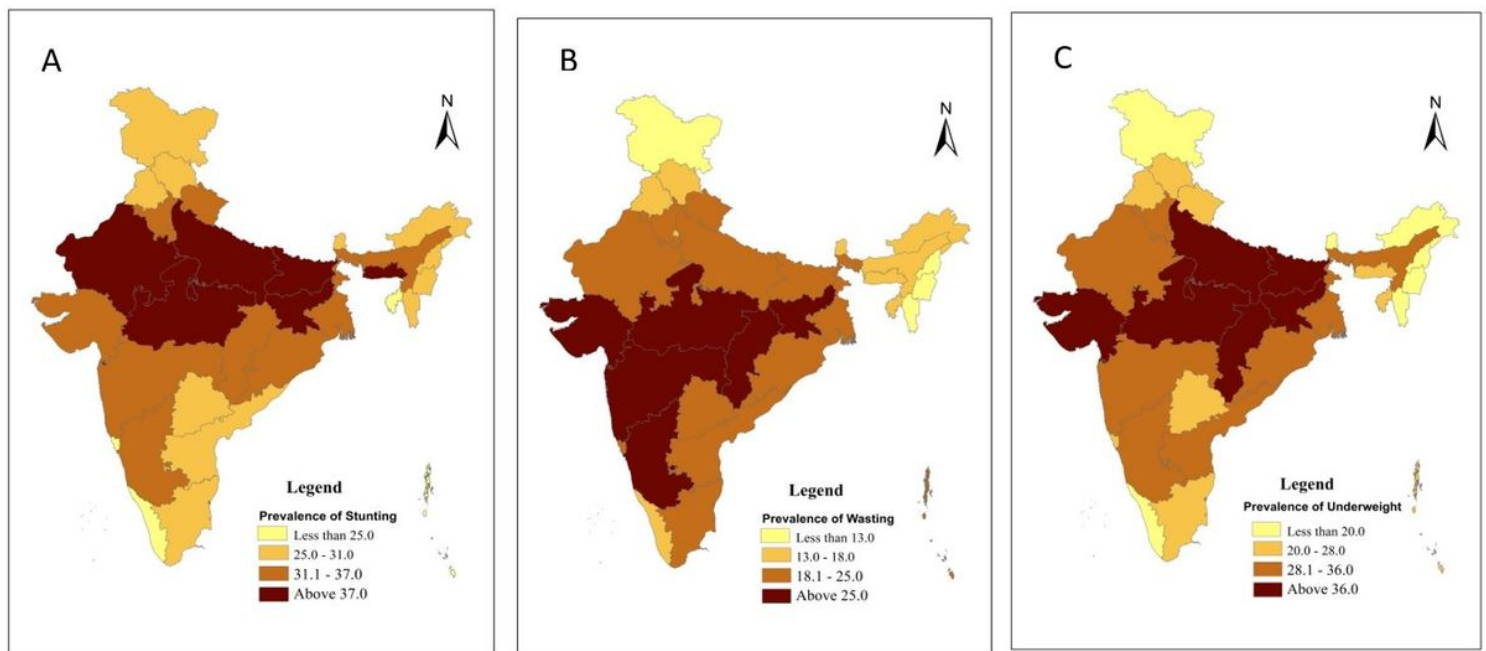 A
N
Legend
Prevalence of Stunting
Less than 25.0
25.0 - 31.0
31.1 - 37.0
Above 37.0
B
N
Legend
Prevalence of Wasting
Less than 13.0
13.0 - 18.0
18.1 - 25.0
Above 25.0
C
N
Legend
Prevalence of Underweight
Less than 20.0
20.0 - 28.0
28.1 - 36.0
Above 36.0